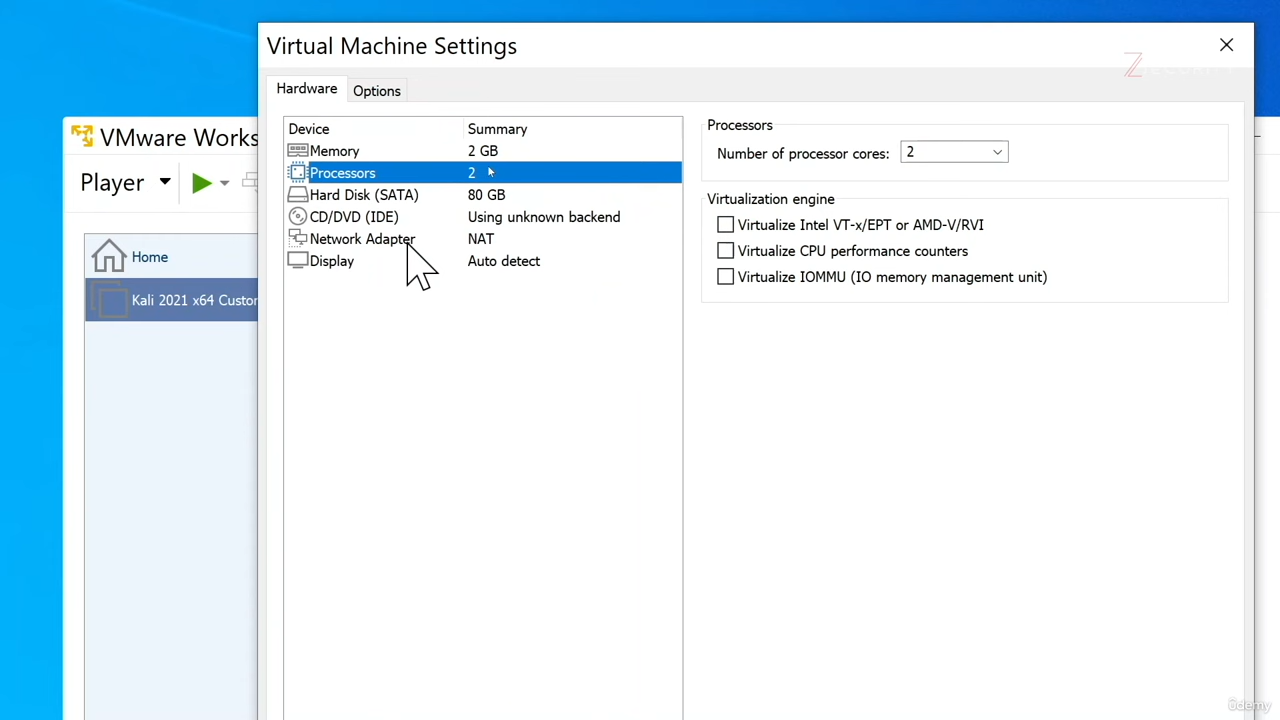 Virtual Machine Settings
Hardware
Options
VMware Works
Player
Home
Kali 2021 x64 Custor
Device Summary
Memory 2 GB
Processors 2
Hard Disk (SATA) 80 GB
CD/DVD (IDE) Using unknown backend
Network Adapter NAT
Display Auto detect
Processors
Number of processor cores: 2
Virtualization engine
Virtualize Intel VT-x/EPT or AMD-V/RVI
Virtualize CPU performance counters
Virtualize IOMMU (IO memory management unit)
ûdemy